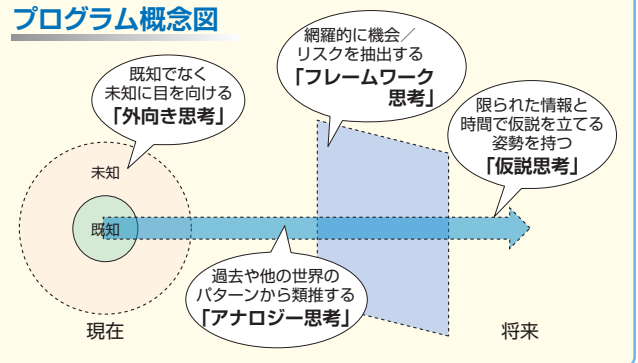 プログラム概念図
既知でなく
未知に目を向ける
「外向き思考」
網羅的に機会／
リスクを抽出する
「フレームワーク
思考」
限られた情報と
時間で仮説を立てる
姿勢を持つ
「仮説思考」
未知
既知
過去や他の世界の
パターンから類推する
「アナロジー思考」
現在
将来